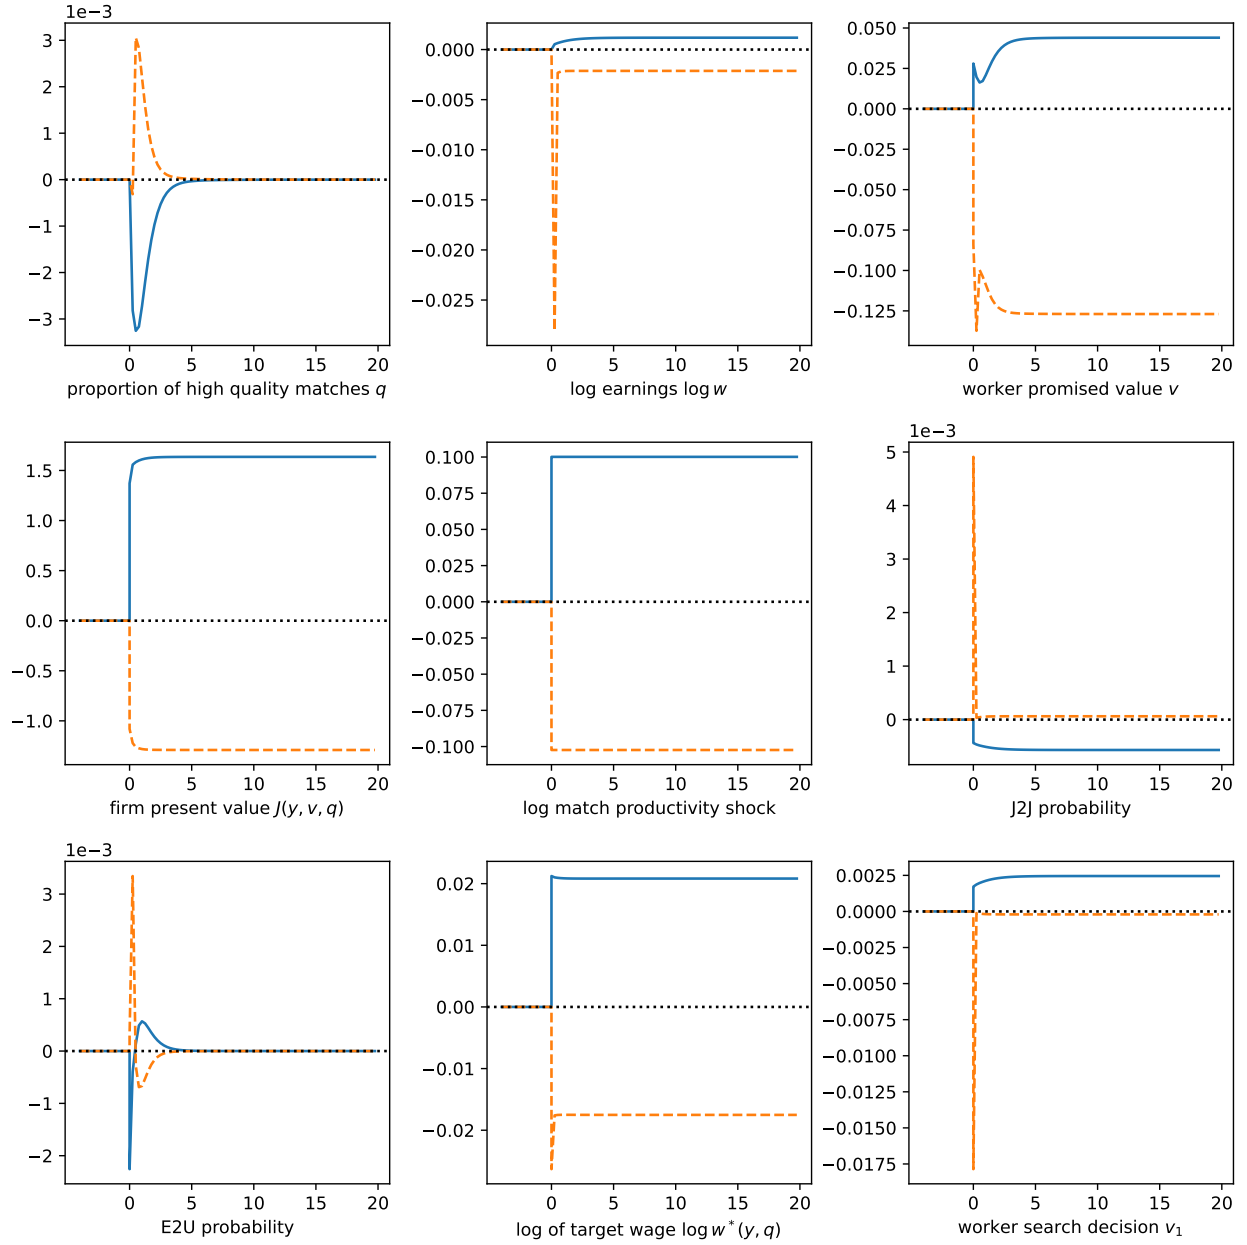 1e−3
3
2
1
0
−1
−2
−3
0 5 10 15 20
proportion of high quality matches q
0.000
−0.005
−0.010
−0.015
−0.020
−0.025
0 5 10 15 20
log earnings log w
0.050
0.025
0.000
−0.025
−0.050
−0.075
−0.100
−0.125
0 5 10 15 20
worker promised value v
1.5
1.0
0.5
0.0
−0.5
−1.0
0 5 10 15 20
firm present value J(y, v, q)
0.100
0.075
0.050
0.025
0.000
−0.025
−0.050
−0.075
−0.100
0 5 10 15 20
log match productivity shock
1e−3
5
4
3
2
1
0
0 5 10 15 20
J2J probability
1e−3
3
2
1
0
−1
−2
0 5 10 15 20
E2U probability
0.02
0.01
0.00
−0.01
−0.02
0 5 10 15 20
log of target wage log w*(y, q)
0.0025
0.0000
−0.0025
−0.0050
−0.0075
−0.0100
−0.0125
−0.0150
−0.0175
0 5 10 15 20
worker search decision v₁